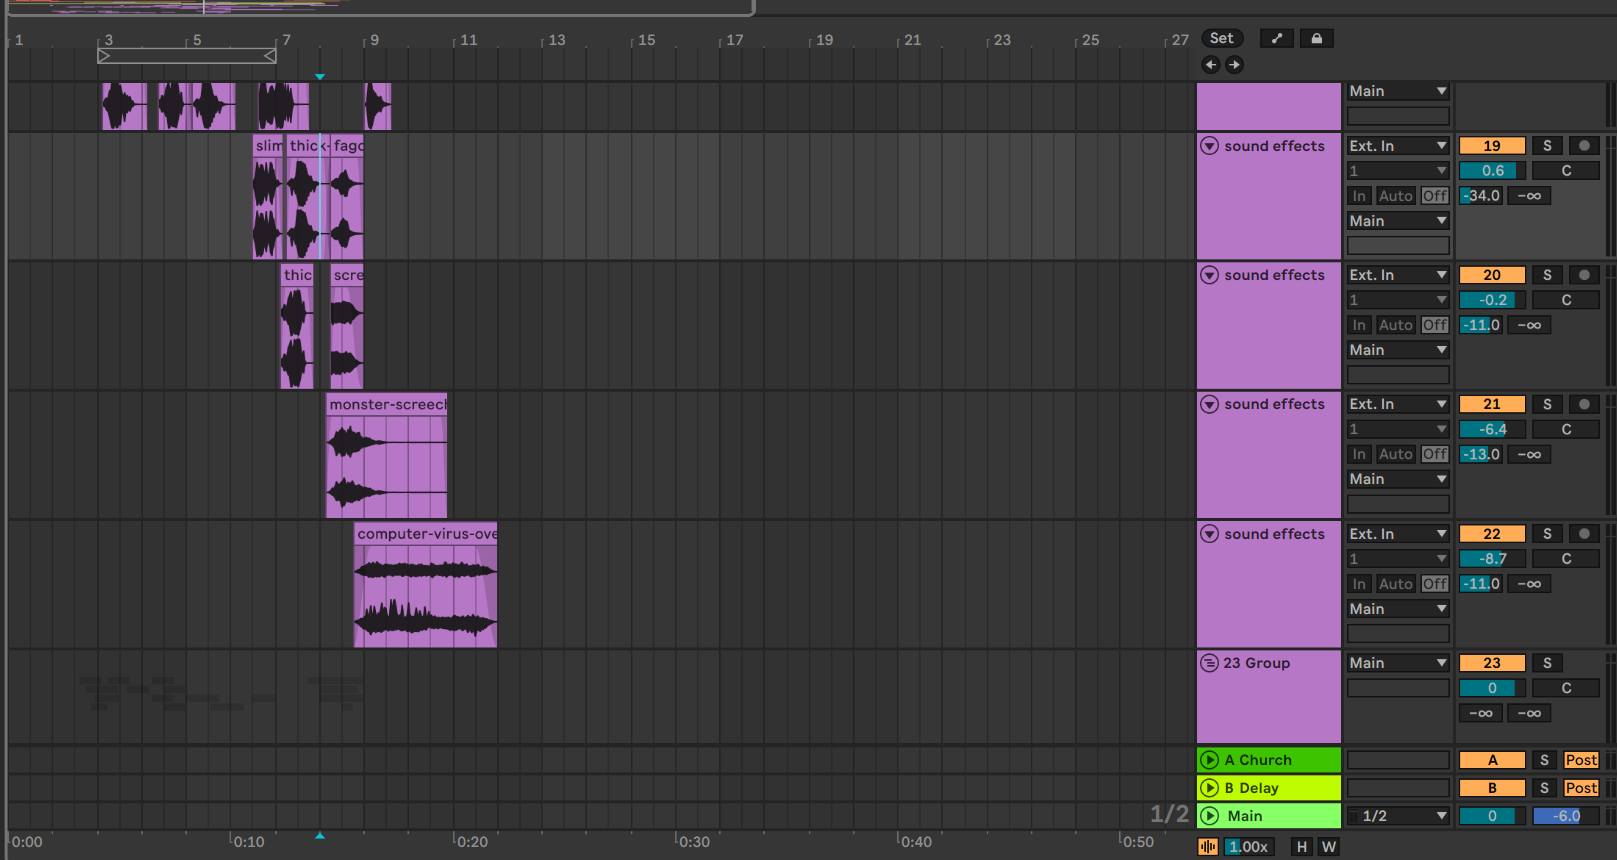 1 3 5 7 9 11 13 15 17 19 21 23 25 27 Set
Main
slim thick- fagc sound effects Ext. In 19 S
1 0.6 C
In Auto Off -34.0 -∞
Main
thic scre sound effects Ext. In 20 S
1 -0.2 C
In Auto Off -11.0 -∞
Main
monster-screech sound effects Ext. In 21 S
1 -6.4 C
In Auto Off -13.0 -∞
Main
computer-virus-ove sound effects Ext. In 22 S
1 -8.7 C
In Auto Off -11.0 -∞
Main
23 Group Main 23 S
0 C
-∞ -∞
A Church A S Post
B Delay B S Post
1/2 Main 1/2 0 -6.0
0:00 0:10 0:20 0:30 0:40 0:50 1.00x H W